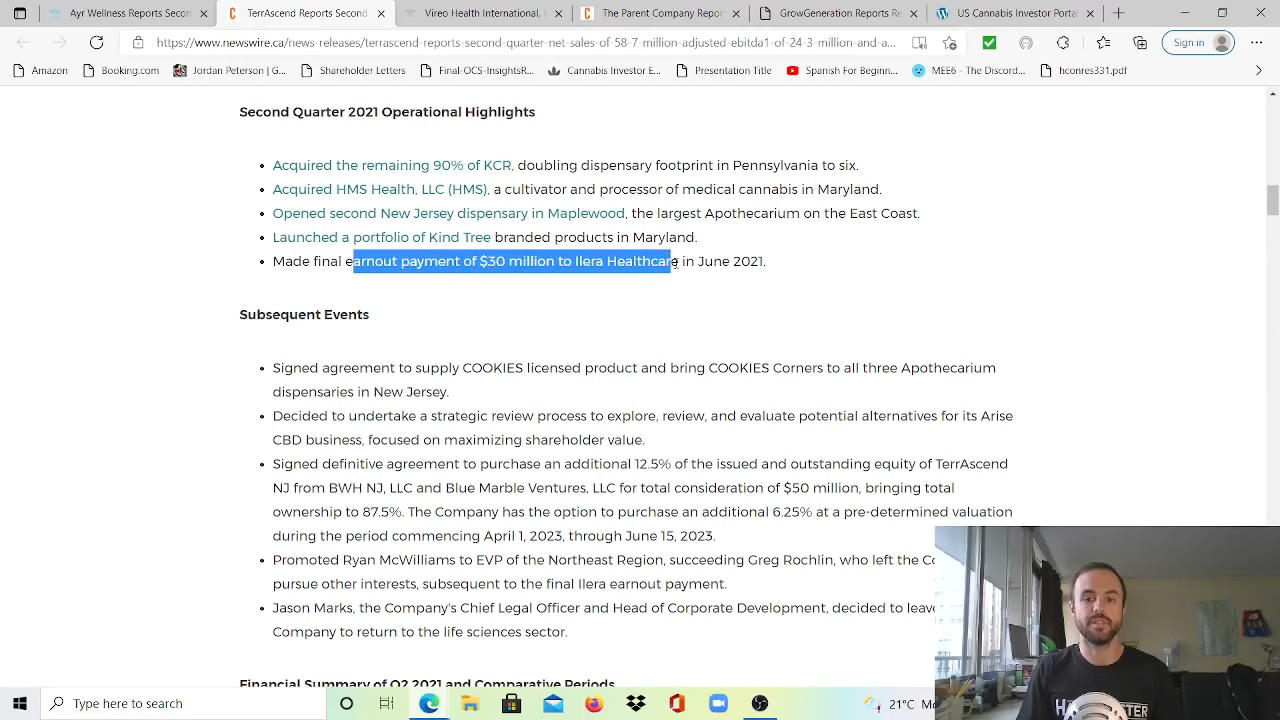 Ayr Wellness Reports Second
TerrAscend Reports Second
Vireo Health International, I
The Parent Company Repor
GrowGeneration Reports Re
US Cannabis Investor Portal
https://www.newswire.ca/news-releases/terrascend-reports-second-quarter-net-sales-of-58-7-million-adjusted-ebitda1-of-24-3-million-and-a...
Sign in
Amazon
Booking.com
Jordan Peterson | G...
Shareholder Letters
Final-OCS-InsightsR...
Cannabis Investor E...
Presentation Title
Spanish For Beginn...
MEE6 - The Discord...
hconres331.pdf
Second Quarter 2021 Operational Highlights
• Acquired the remaining 90% of KCR, doubling dispensary footprint in Pennsylvania to six.
• Acquired HMS Health, LLC (HMS), a cultivator and processor of medical cannabis in Maryland.
• Opened second New Jersey dispensary in Maplewood, the largest Apothecarium on the East Coast.
• Launched a portfolio of Kind Tree branded products in Maryland.
• Made final earnout payment of $30 million to Ilera Healthcare in June 2021.
Subsequent Events
• Signed agreement to supply COOKIES licensed product and bring COOKIES Corners to all three Apothecarium
dispensaries in New Jersey.
• Decided to undertake a strategic review process to explore, review, and evaluate potential alternatives for its Arise
CBD business, focused on maximizing shareholder value.
• Signed definitive agreement to purchase an additional 12.5% of the issued and outstanding equity of TerrAscend
NJ from BWH NJ, LLC and Blue Marble Ventures, LLC for total consideration of $50 million, bringing total
ownership to 87.5%. The Company has the option to purchase an additional 6.25% at a pre-determined valuation
during the period commencing April 1, 2023, through June 15, 2023.
• Promoted Ryan McWilliams to EVP of the Northeast Region, succeeding Greg Rochlin, who left the Co
pursue other interests, subsequent to the final Ilera earnout payment.
• Jason Marks, the Company's Chief Legal Officer and Head of Corporate Development, decided to leave
Company to return to the life sciences sector.
Financial Summary of Q2 2021 and Comparative Periods
Type here to search
21°C Mo